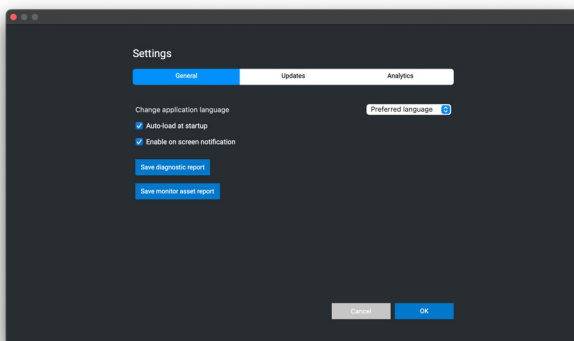 Settings
General Updates Analytics
Change application language Preferred language
Auto-load at startup
Enable on screen notification
Save diagnostic report
Save monitor asset report
Cancel OK